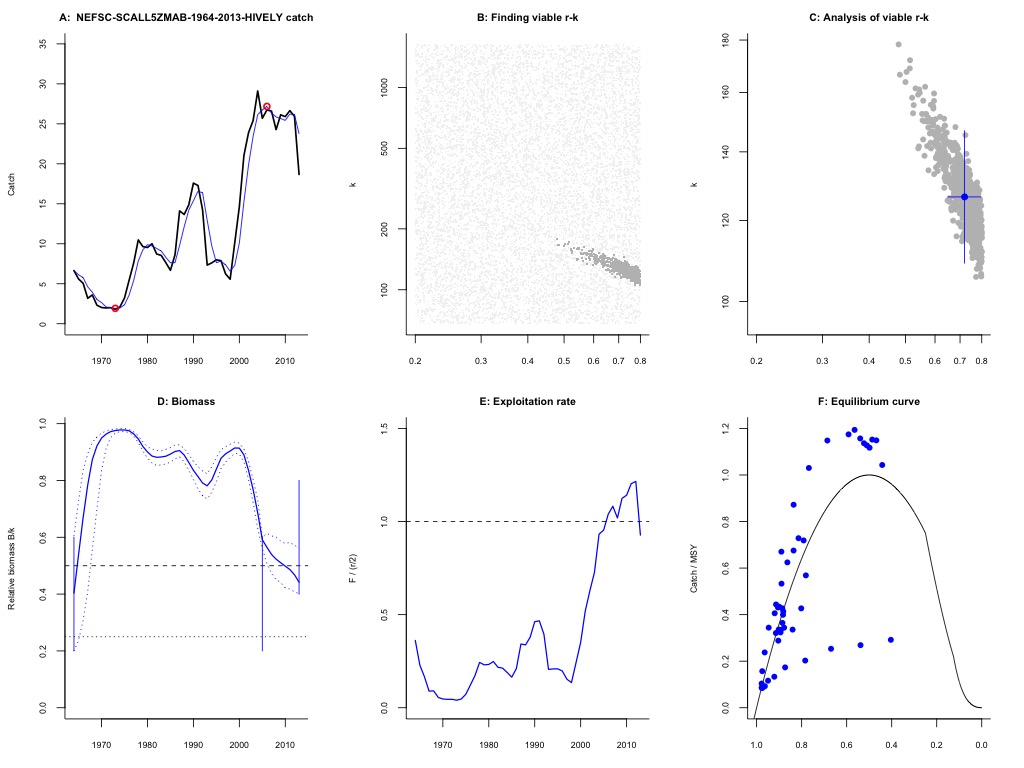 A:  NEFSC-SCALL5ZMAB-1964-2013-HIVELY catch
Catch
0 5 10 15 20 25 30 35
1970 1980 1990 2000 2010
B: Finding viable r-k
k
100 200 500 1000
0.2 0.3 0.4 0.5 0.6 0.7 0.8
C: Analysis of viable r-k
k
100 120 140 160 180
0.2 0.3 0.4 0.5 0.6 0.7 0.8
D: Biomass
Relative biomass B/k
0.0 0.2 0.4 0.6 0.8 1.0
1970 1980 1990 2000 2010
E: Exploitation rate
F / (r/2)
0.0 0.5 1.0 1.5
1970 1980 1990 2000 2010
F: Equilibrium curve
Catch / MSY
0.0 0.2 0.4 0.6 0.8 1.0 1.2
1.0 0.8 0.6 0.4 0.2 0.0